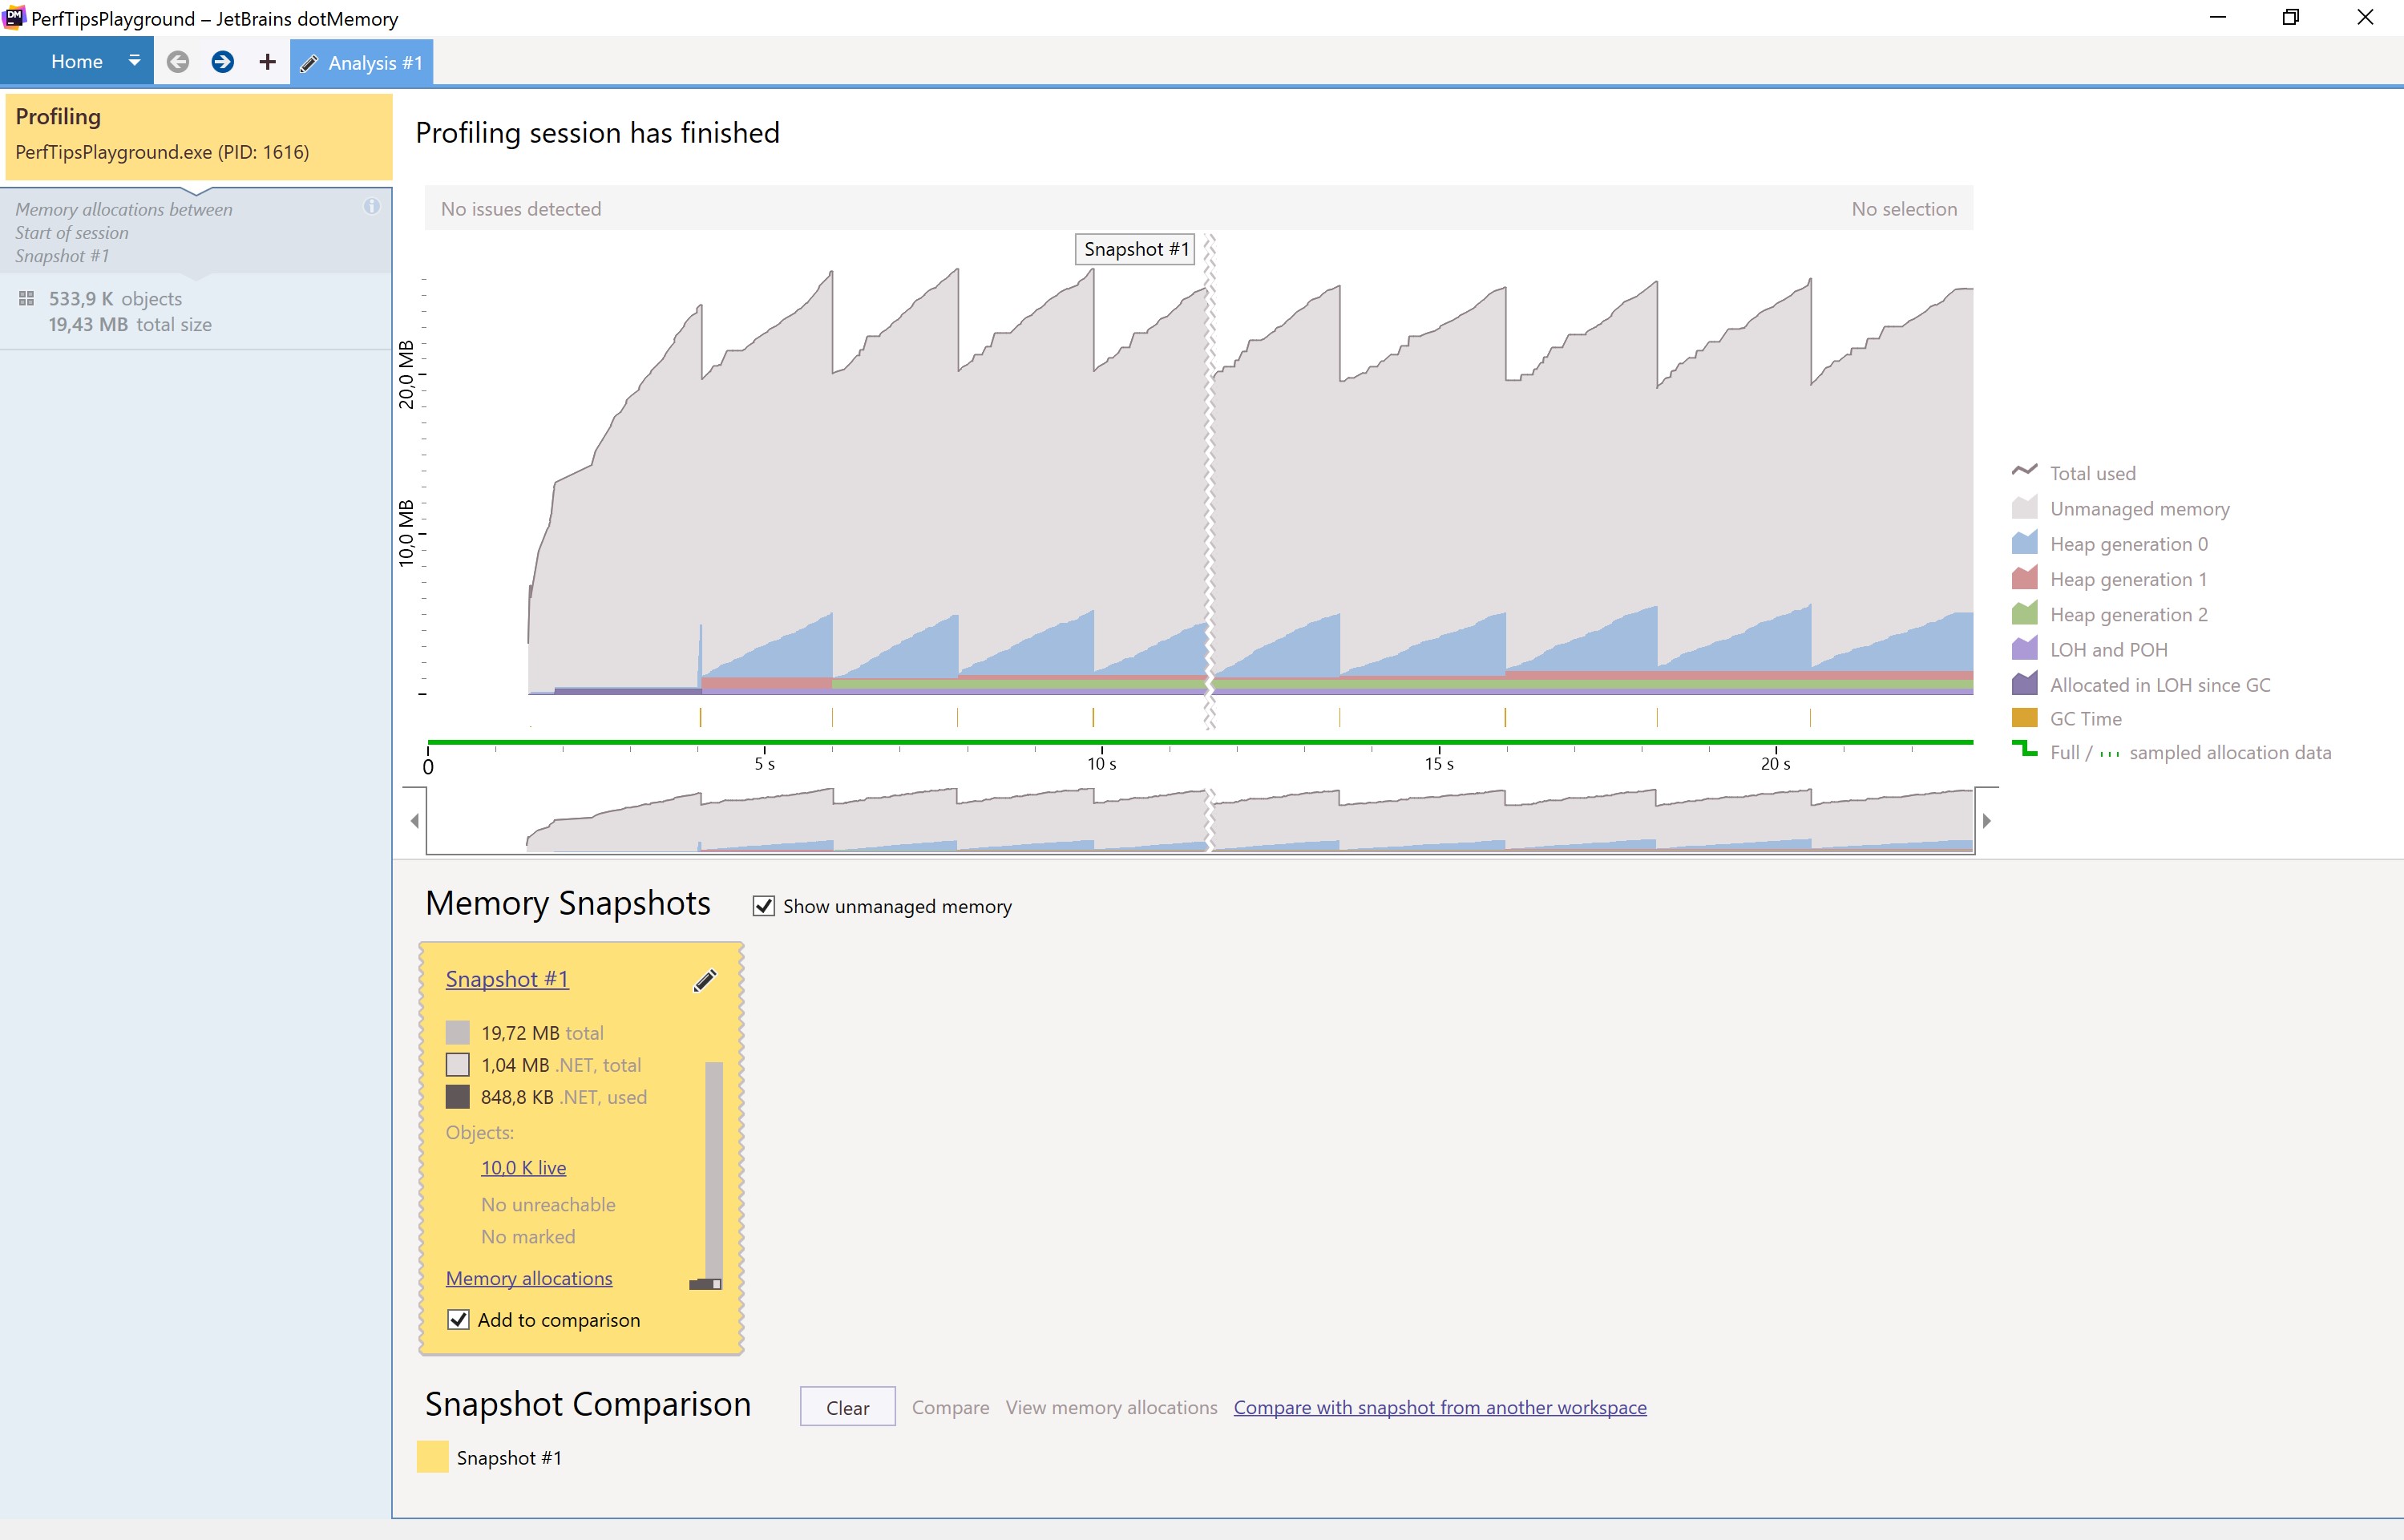 PerfTipsPlayground – JetBrains dotMemory
Home
Analysis #1
Profiling
PerfTipsPlayground.exe (PID: 1616)
Memory allocations between
Start of session
Snapshot #1
533,9 K objects
19,43 MB total size
Profiling session has finished
No issues detected
No selection
Snapshot #1
20,0 MB
10,0 MB
0
5 s
10 s
15 s
20 s
Total used
Unmanaged memory
Heap generation 0
Heap generation 1
Heap generation 2
LOH and POH
Allocated in LOH since GC
GC Time
Full / sampled allocation data
Memory Snapshots
Show unmanaged memory
Snapshot #1
19,72 MB total
1,04 MB .NET, total
848,8 KB .NET, used
Objects:
10,0 K live
No unreachable
No marked
Memory allocations
Add to comparison
Snapshot Comparison
Clear
Compare
View memory allocations
Compare with snapshot from another workspace
Snapshot #1